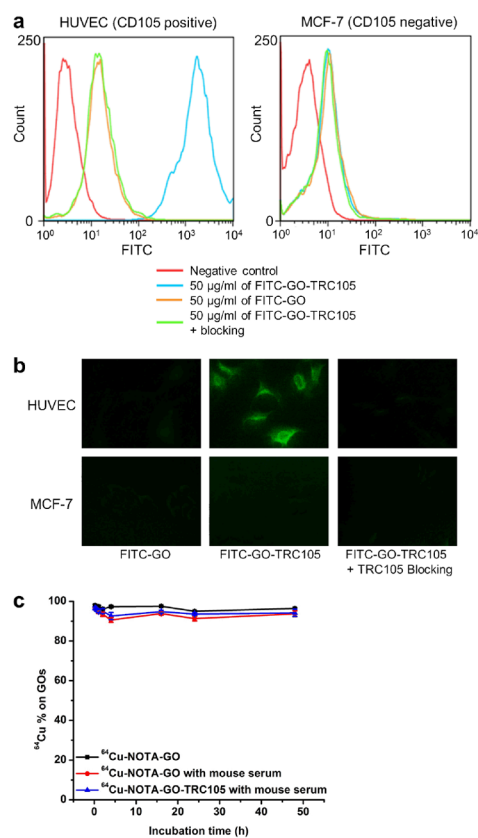 a
HUVEC (CD105 positive)
MCF-7 (CD105 negative)
250
Count
0
10⁰ 10¹ 10² 10³ 10⁴
FITC
250
Count
0
10⁰ 10¹ 10² 10³ 10⁴
FITC
Negative control
50 µg/ml of FITC-GO-TRC105
50 µg/ml of FITC-GO
50 µg/ml of FITC-GO-TRC105
+ blocking
b
HUVEC
MCF-7
FITC-GO
FITC-GO-TRC105
FITC-GO-TRC105
+ TRC105 Blocking
c
⁶⁴Cu % on GOs
100
80
60
40
20
0
⁶⁴Cu-NOTA-GO
⁶⁴Cu-NOTA-GO with mouse serum
⁶⁴Cu-NOTA-GO-TRC105 with mouse serum
0 10 20 30 40 50
Incubation time (h)